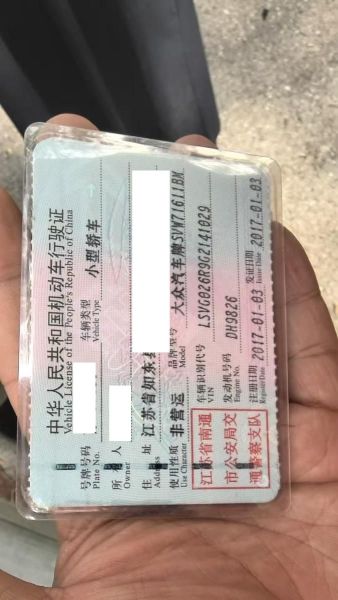 中华人民共和国机动车行驶证
Vehicle License of the People's Republic of China
号牌号码
Plate No.
车辆类型
Vehicle Type
小型轿车
所 人
Owner
住 址
江苏省如东县
使用性质
Use Character
非营运
品牌型号
Model
大众汽车牌SVW71611BM
车辆识别代号
VIN
LSVG026R9G2141029
发动机号码
Engine No.
DH9826
注册日期
Register Date
2017-01-03
发证日期
Issue Date
2017-01-03
江苏省南通
市公安局交
通警察支队